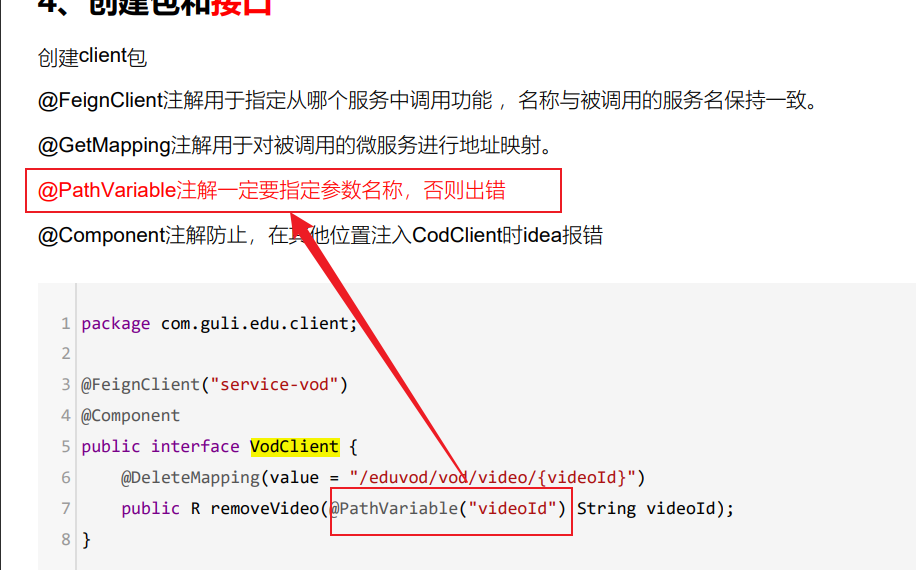 4、创建包和接口
创建client包
@FeignClient注解用于指定从哪个服务中调用功能 ，名称与被调用的服务名保持一致。
@GetMapping注解用于对被调用的微服务进行地址映射。
@PathVariable注解一定要指定参数名称，否则出错
@Component注解防止，在其他位置注入CodClient时idea报错
1 package com.guli.edu.client;
2
3 @FeignClient("service-vod")
4 @Component
5 public interface VodClient {
6     @DeleteMapping(value = "/eduvod/vod/video/{videoId}")
7     public R removeVideo(@PathVariable("videoId") String videoId);
8 }